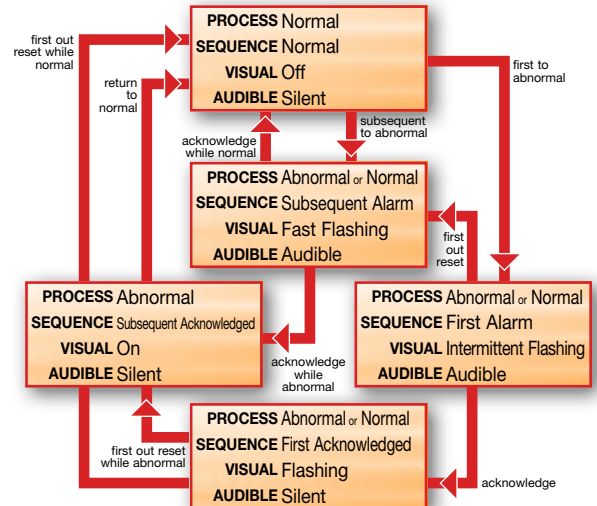 first out
reset while
normal
PROCESS Normal
SEQUENCE Normal
VISUAL Off
AUDIBLE Silent
first to
abnormal
return
to
normal
acknowledge
while normal
subsequent
to abnormal
PROCESS Abnormal or Normal
SEQUENCE Subsequent Alarm
VISUAL Fast Flashing
AUDIBLE Audible
first
out
reset
PROCESS Abnormal
SEQUENCE Subsequent Acknowledged
VISUAL On
AUDIBLE Silent
acknowledge
while
abnormal
PROCESS Abnormal or Normal
SEQUENCE First Alarm
VISUAL Intermittent Flashing
AUDIBLE Audible
first out reset
while abnormal
PROCESS Abnormal or Normal
SEQUENCE First Acknowledged
VISUAL Flashing
AUDIBLE Silent
acknowledge